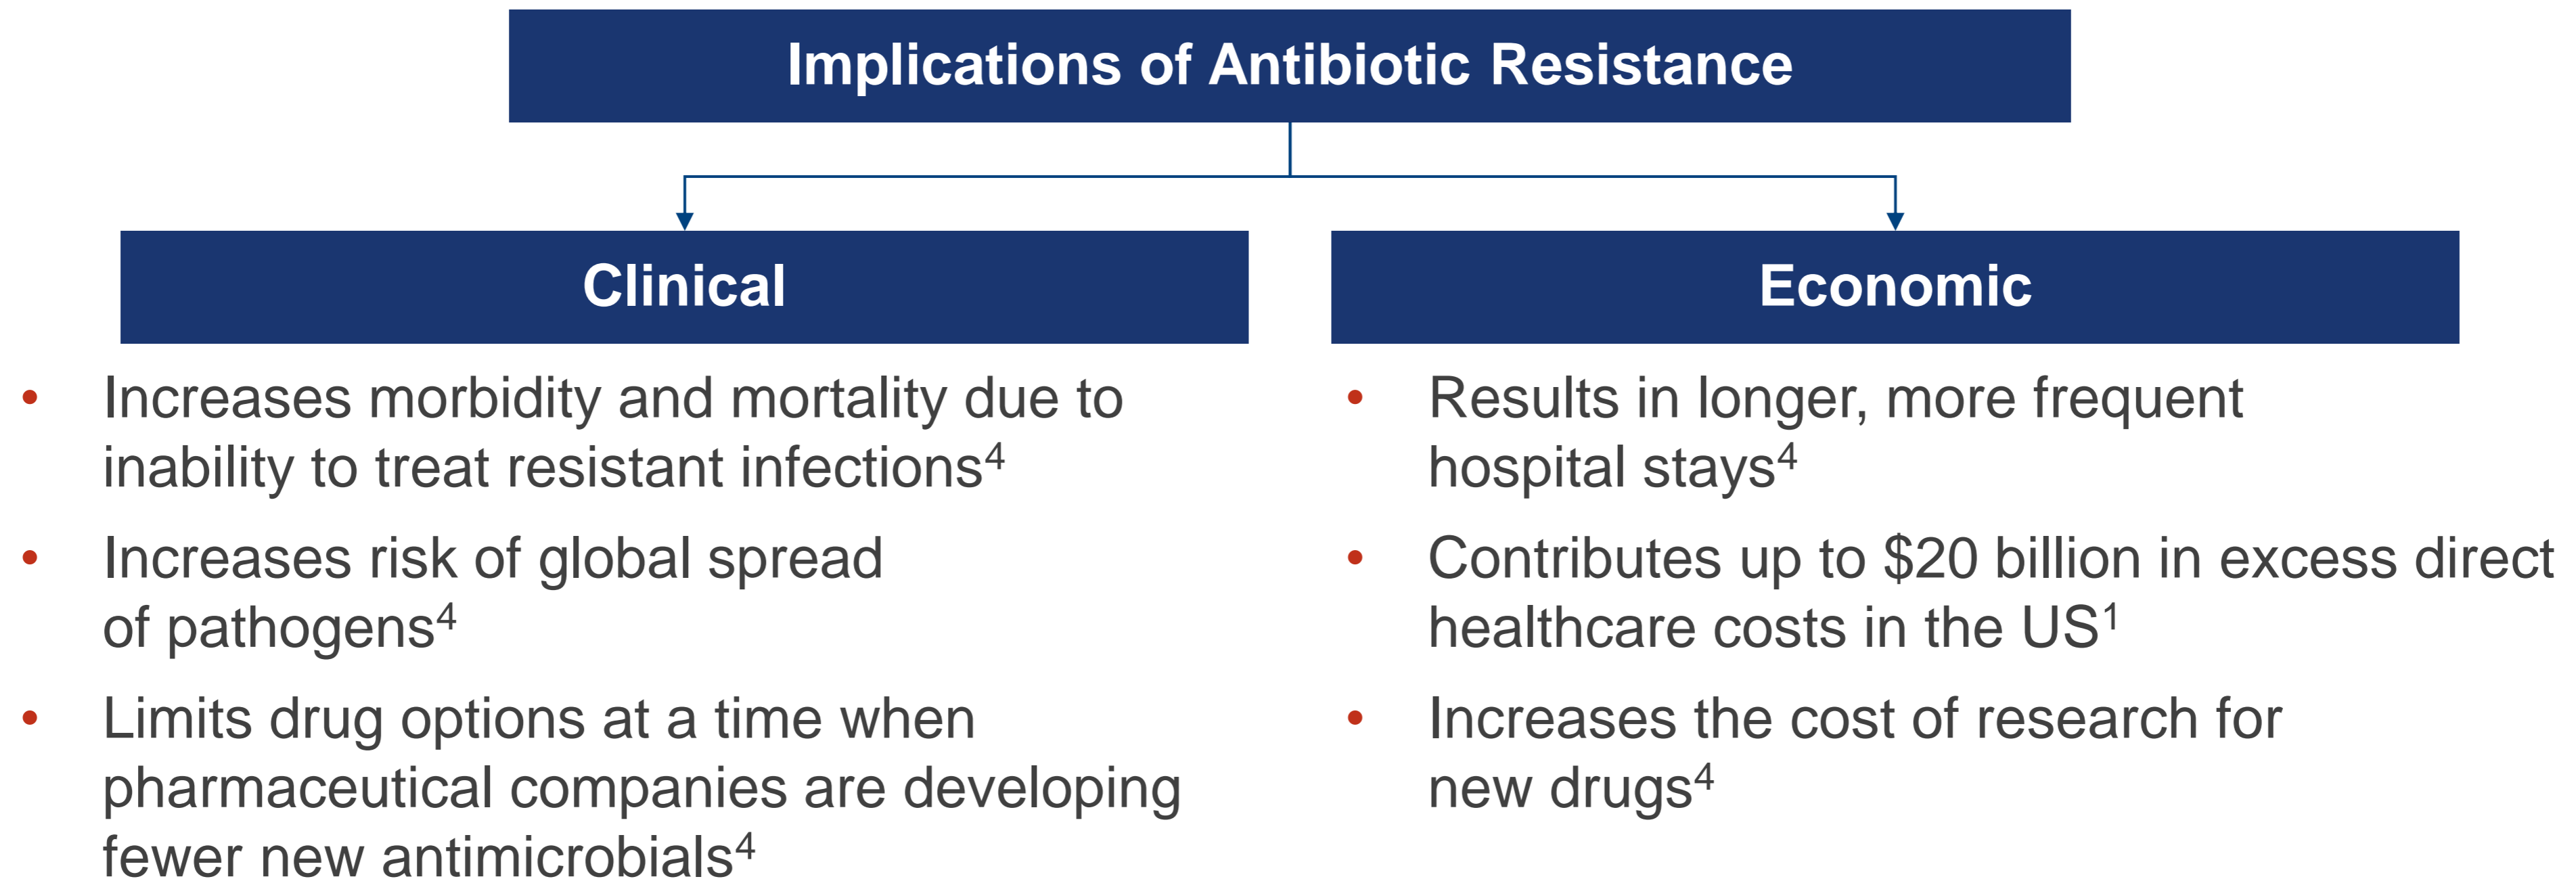 Implications of Antibiotic Resistance
Clinical
• Increases morbidity and mortality due to
inability to treat resistant infections⁴
• Increases risk of global spread
of pathogens⁴
• Limits drug options at a time when
pharmaceutical companies are developing
fewer new antimicrobials⁴
Economic
• Results in longer, more frequent
hospital stays⁴
• Contributes up to $20 billion in excess direct
healthcare costs in the US¹
• Increases the cost of research for
new drugs⁴